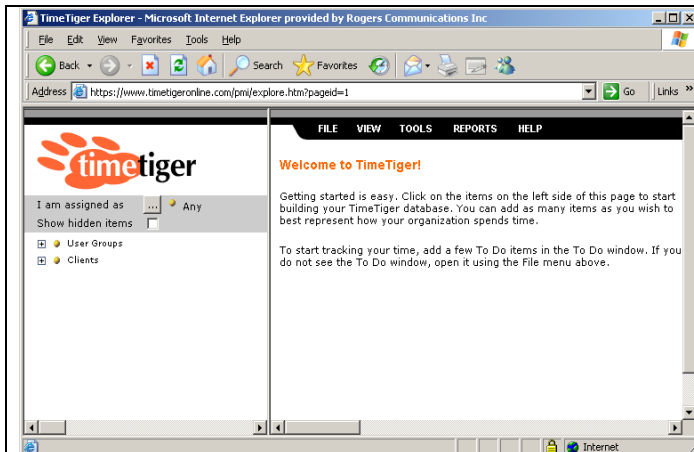 TimeTiger Explorer - Microsoft Internet Explorer provided by Rogers Communications Inc
File Edit View Favorites Tools Help
Back Search Favorites
Address https://www.timetigeronline.com/pmi/explore.htm?pageid=1 Go Links »
FILE VIEW TOOLS REPORTS HELP
timetiger
I am assigned as ... Any
Show hidden items
User Groups
Clients
Welcome to TimeTiger!
Getting started is easy. Click on the items on the left side of this page to start
building your TimeTiger database. You can add as many items as you wish to
best represent how your organization spends time.
To start tracking your time, add a few To Do items in the To Do window. If you
do not see the To Do window, open it using the File menu above.
Internet